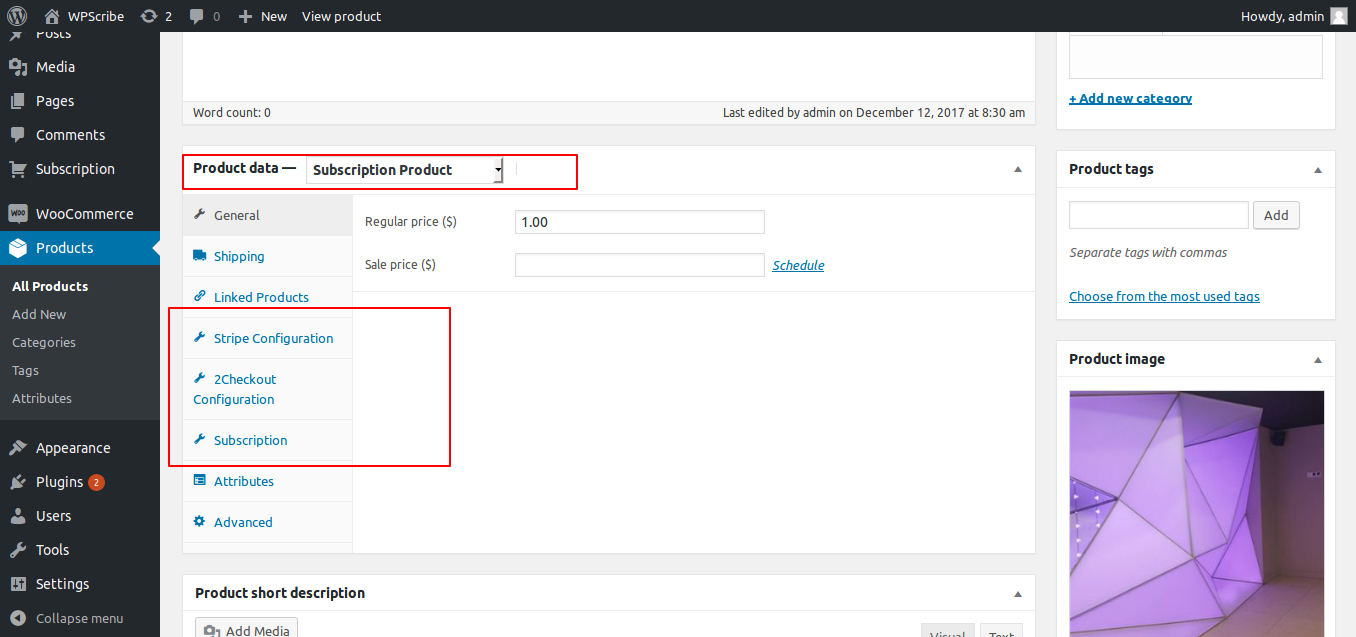 WPScribe
2
0
New
View product
Howdy, admin
Posts
Media
Pages
Comments
Subscription
WooCommerce
Products
All Products
Add New
Categories
Tags
Attributes
Appearance
Plugins 2
Users
Tools
Settings
Collapse menu
Word count: 0
Last edited by admin on December 12, 2017 at 8:30 am
Product data —
Subscription Product
General
Shipping
Linked Products
Stripe Configuration
2Checkout
Configuration
Subscription
Attributes
Advanced
Regular price ($)
1.00
Sale price ($)
Schedule
Product short description
Add Media
Visual
Text
+ Add new category
Product tags
Add
Separate tags with commas
Choose from the most used tags
Product image